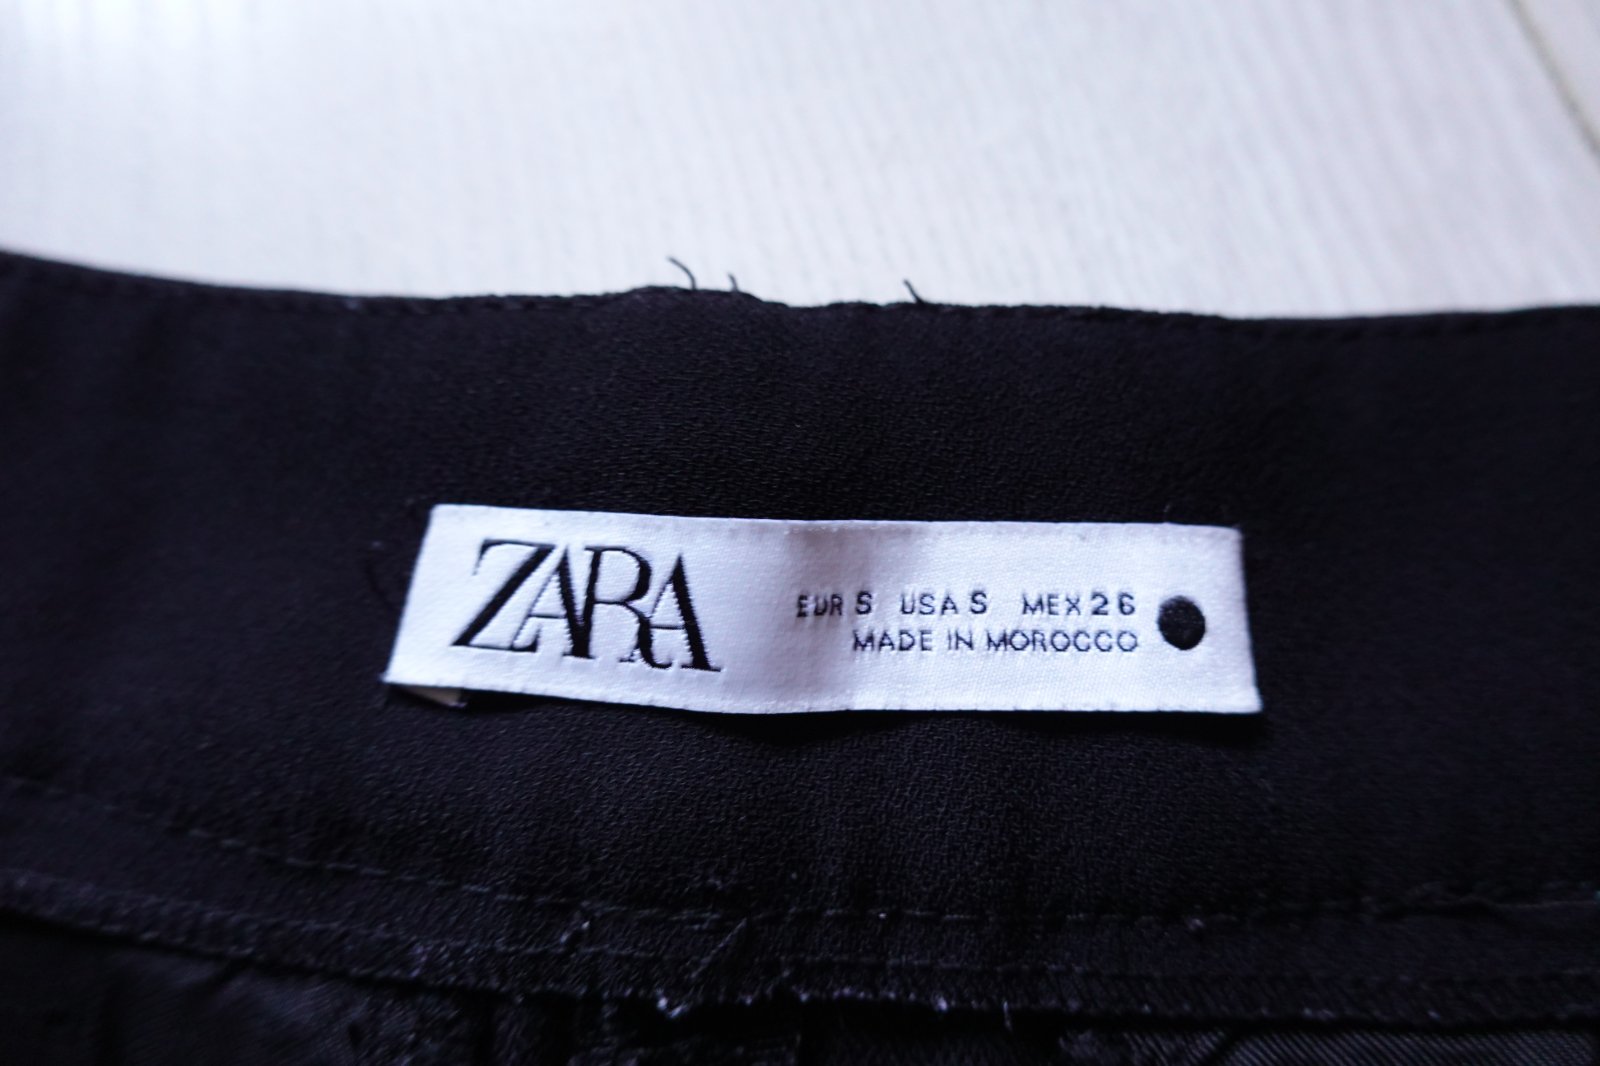 ZARA
EUR S USA S MEX 26
MADE IN MOROCCO